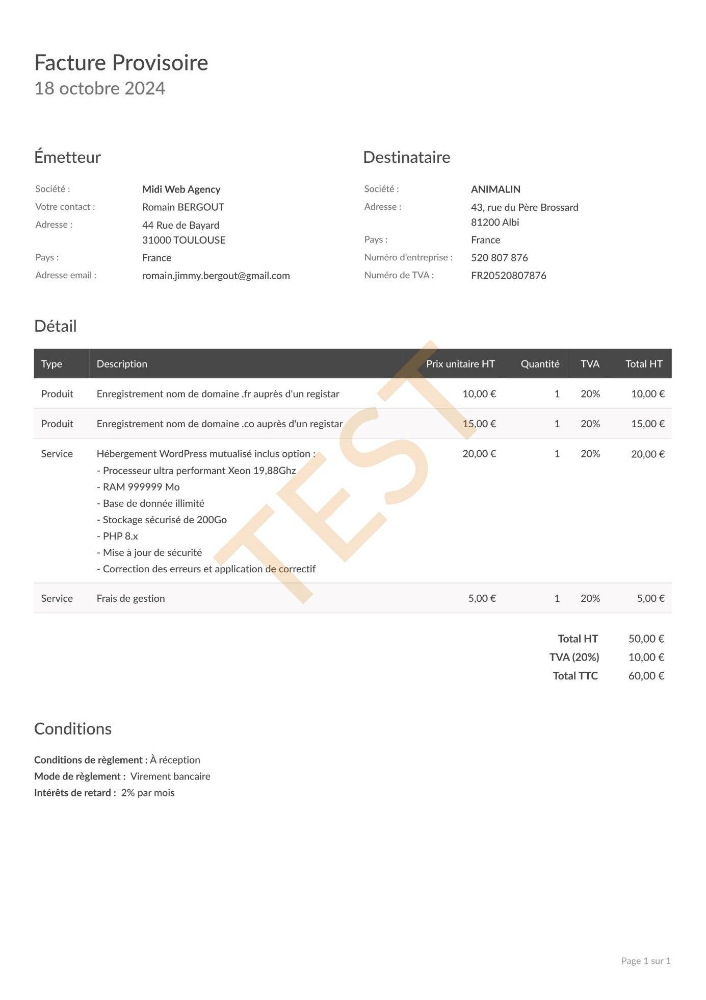 Facture Provisoire
18 octobre 2024
Émetteur
Société : Midi Web Agency
Votre contact : Romain BERGOUT
Adresse : 44 Rue de Bayard
31000 TOULOUSE
Pays : France
Adresse email : romain.jimmy.bergout@gmail.com
Destinataire
Société : ANIMALIN
Adresse : 43, rue du Père Brossard
81200 Albi
Pays : France
Numéro d’entreprise : 520 807 876
Numéro de TVA : FR20520807876
Détail
Type Description Prix unitaire HT Quantité TVA Total HT
Produit Enregistrement nom de domaine .fr auprès d'un registar 10,00 € 1 20% 10,00 €
Produit Enregistrement nom de domaine .co auprès d'un registar 15,00 € 1 20% 15,00 €
Service Hébergement WordPress mutualisé inclus option : 20,00 € 1 20% 20,00 €
- Processeur ultra performant Xeon 19,88Ghz
- RAM 999999 Mo
- Base de donnée illimité
- Stockage sécurisé de 200Go
- PHP 8.x
- Mise à jour de sécurité
- Correction des erreurs et application de correctif
Service Frais de gestion 5,00 € 1 20% 5,00 €
TEST
Total HT 50,00 €
TVA (20%) 10,00 €
Total TTC 60,00 €
Conditions
Conditions de règlement : À réception
Mode de règlement : Virement bancaire
Intérêts de retard : 2% par mois
Page 1 sur 1